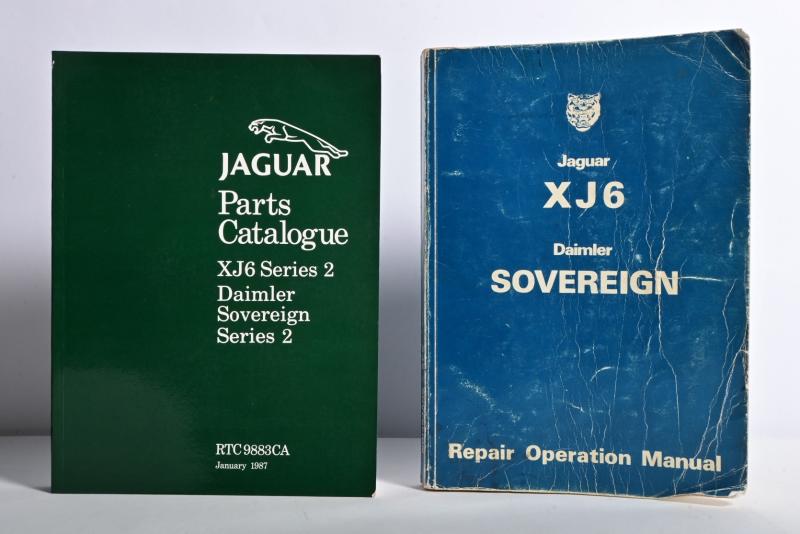 JAGUAR
Parts
Catalogue
XJ6 Series 2
Daimler
Sovereign
Series 2
RTC 9883CA
January 1987
Jaguar
XJ6
Daimler
SOVEREIGN
Repair Operation Manual